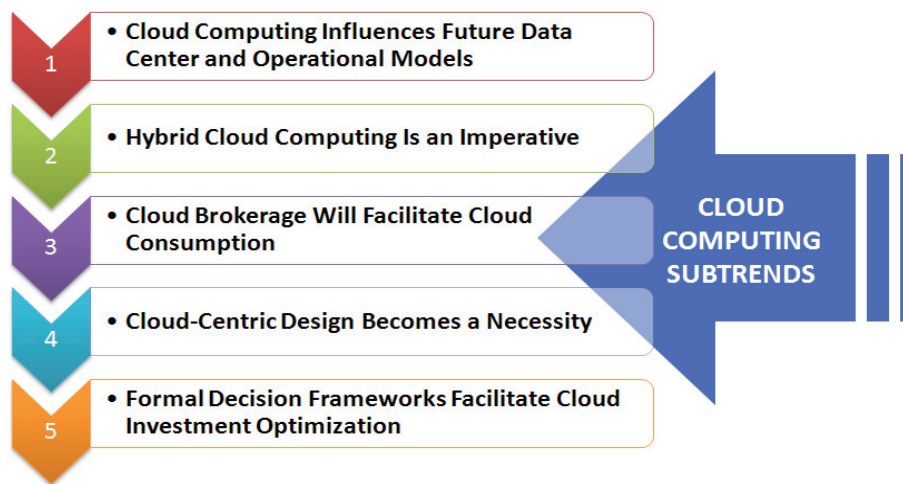 1
• Cloud Computing Influences Future Data
Center and Operational Models
2
• Hybrid Cloud Computing Is an Imperative
3
• Cloud Brokerage Will Facilitate Cloud
Consumption
4
• Cloud-Centric Design Becomes a Necessity
5
• Formal Decision Frameworks Facilitate Cloud
Investment Optimization
CLOUD
COMPUTING
SUBTRENDS